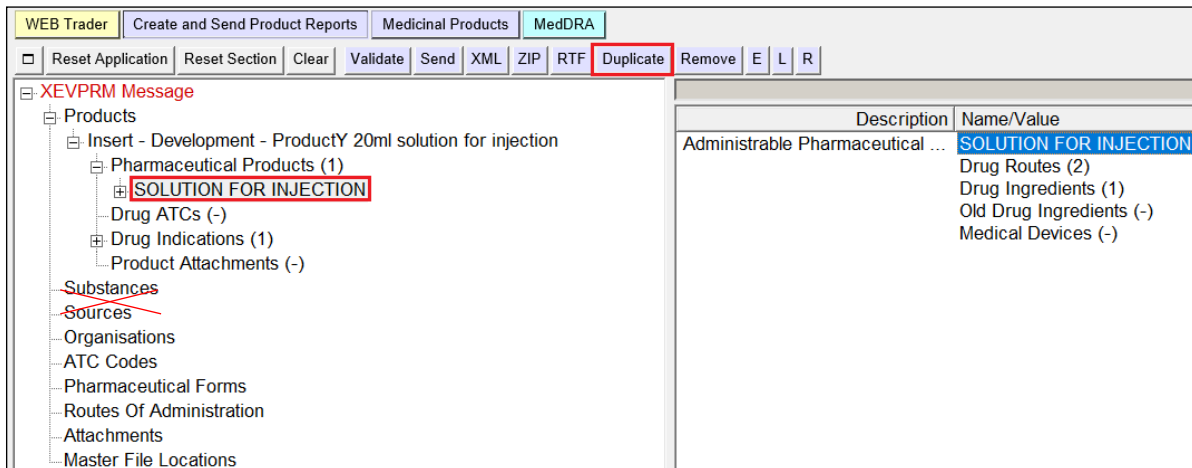 WEB Trader Create and Send Product Reports Medicinal Products MedDRA
Reset Application Reset Section Clear Validate Send XML ZIP RTF Duplicate Remove E L R
XEVPRM Message
Products
Insert - Development - ProductY 20ml solution for injection
Pharmaceutical Products (1)
SOLUTION FOR INJECTION
Drug ATCs (-)
Drug Indications (1)
Product Attachments (-)
Substances
Sources
Organisations
ATC Codes
Pharmaceutical Forms
Routes Of Administration
Attachments
Master File Locations
Description Name/Value
Administrable Pharmaceutical ... SOLUTION FOR INJECTION
Drug Routes (2)
Drug Ingredients (1)
Old Drug Ingredients (-)
Medical Devices (-)